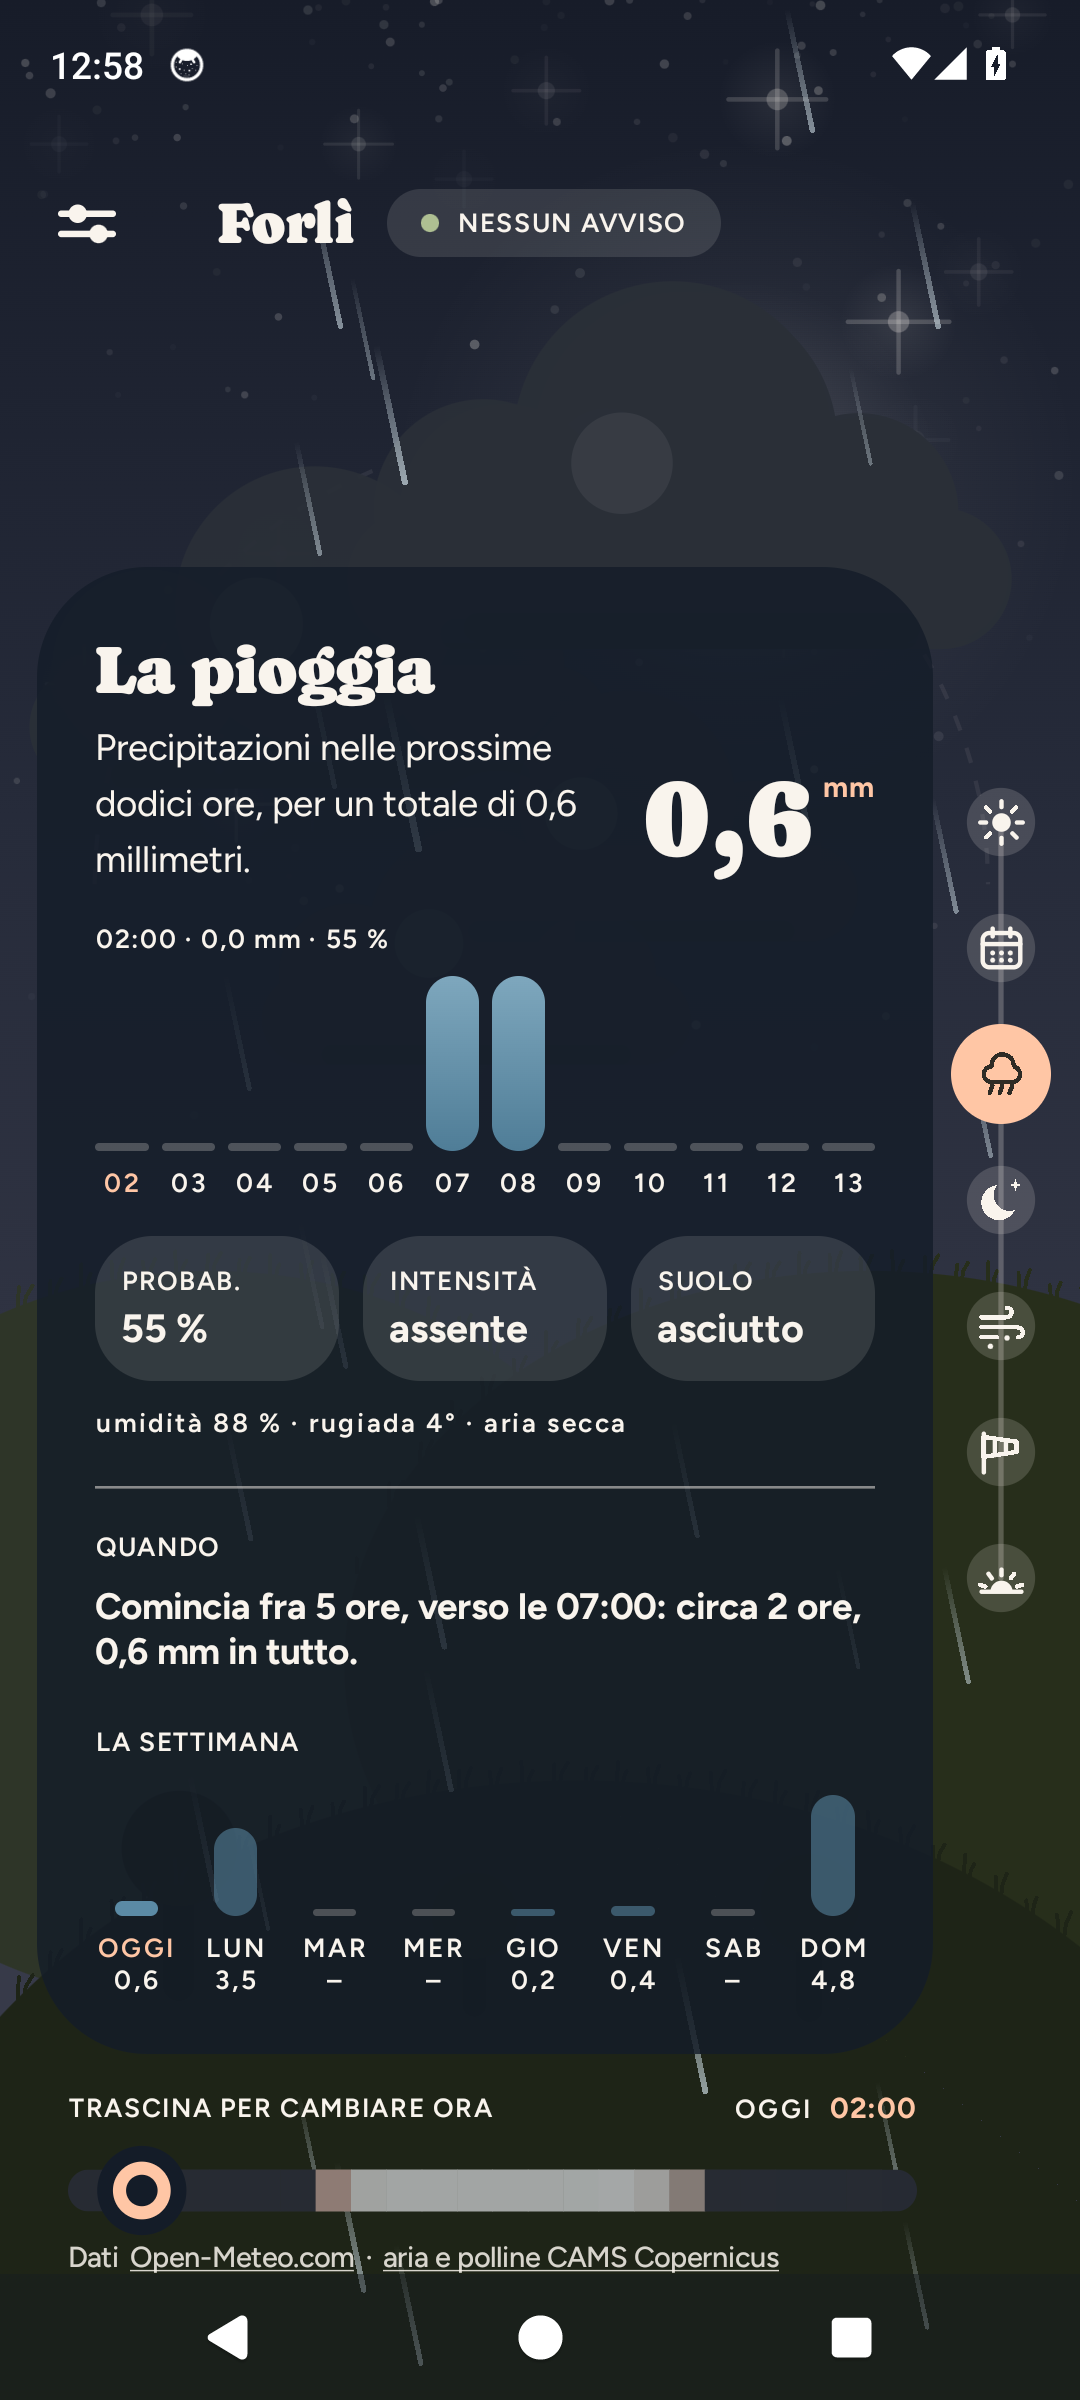 12:58
Forlì
NESSUN AVVISO
La pioggia
Precipitazioni nelle prossime
dodici ore, per un totale di 0,6
millimetri.
0,6 mm
02:00 · 0,0 mm · 55 %
02 03 04 05 06 07 08 09 10 11 12 13
PROBAB. INTENSITÀ SUOLO
55 % assente asciutto
umidità 88 % · rugiada 4° · aria secca
QUANDO
Comincia fra 5 ore, verso le 07:00: circa 2 ore,
0,6 mm in tutto.
LA SETTIMANA
OGGI LUN MAR MER GIO VEN SAB DOM
0,6 3,5 – – 0,2 0,4 – 4,8
TRASCINA PER CAMBIARE ORA OGGI 02:00
Dati Open-Meteo.com · aria e polline CAMS Copernicus